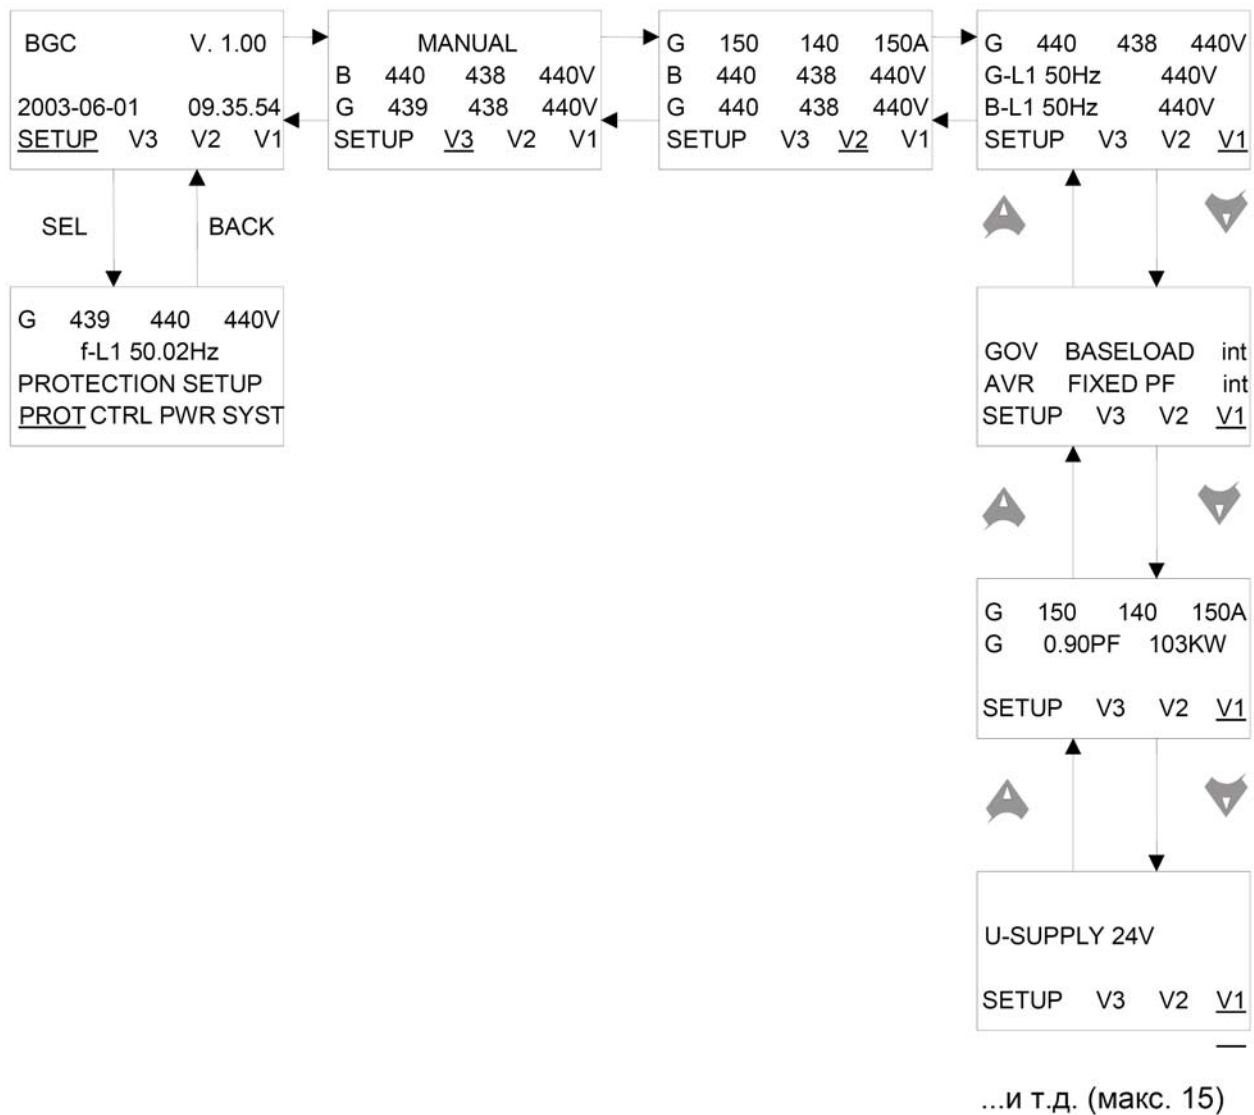 BGC V. 1.00
2003-06-01 09.35.54
SETUP V3 V2 V1
MANUAL
B 440 438 440V
G 439 438 440V
SETUP V3 V2 V1
G 150 140 150A
B 440 438 440V
G 440 438 440V
SETUP V3 V2 V1
G 440 438 440V
G-L1 50Hz 440V
B-L1 50Hz 440V
SETUP V3 V2 V1
SEL BACK
G 439 440 440V
f-L1 50.02Hz
PROTECTION SETUP
PROT CTRL PWR SYST
GOV BASELOAD int
AVR FIXED PF int
SETUP V3 V2 V1
G 150 140 150A
G 0.90PF 103KW
SETUP V3 V2 V1
U-SUPPLY 24V
SETUP V3 V2 V1
...и т.д. (макс. 15)